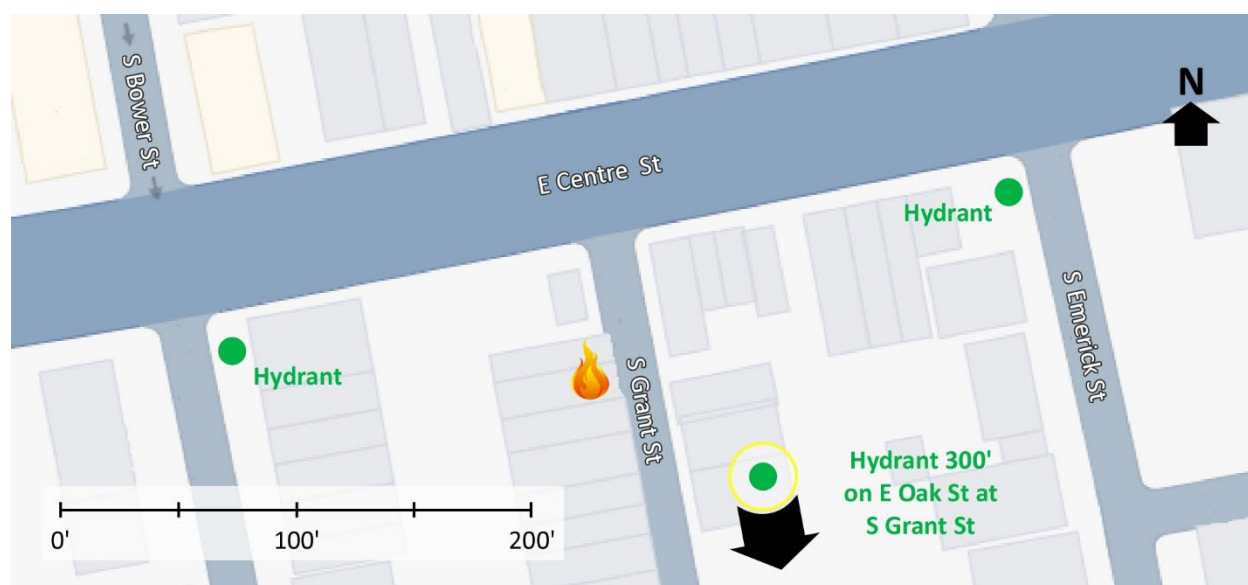 S Bower St
N
E Centre St
Hydrant
S Emerick St
Hydrant
S Grant St
Hydrant 300'
on E Oak St at
S Grant St
0'
100'
200'